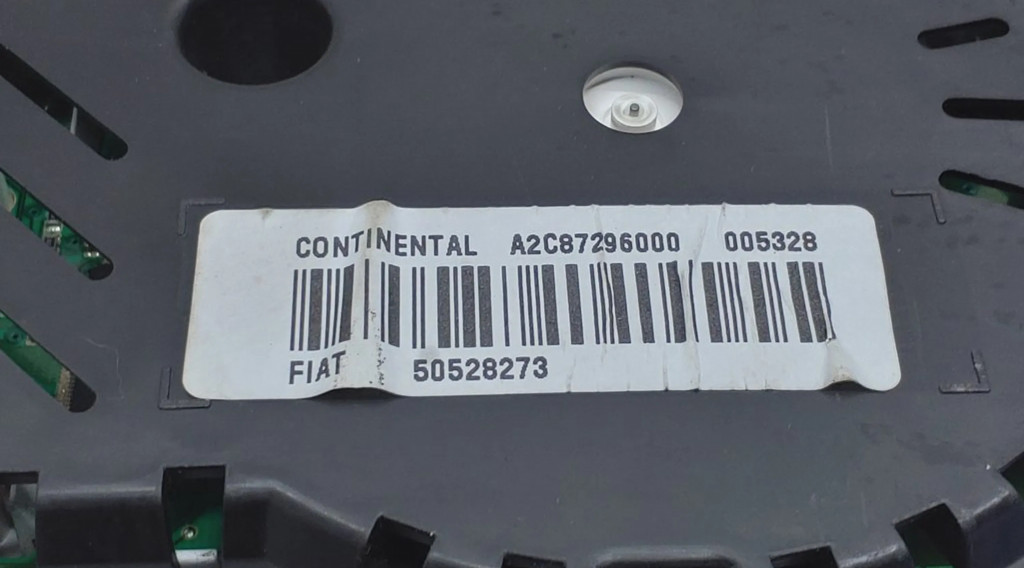 CONTINENTAL A2C87296000 005328
FIAT 50528273